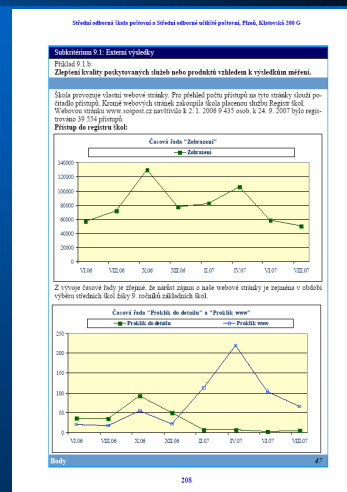 Střední odborná škola poštovní a Střední odborné učiliště poštovní, Plzeň, Klatovská 200 G
Subkritérium 9.1: Externí výsledky
Příklad 9.1.b:
Zlepšení kvality poskytovaných služeb nebo produktů vzhledem k výsledkům měření.
Škola provozuje vlastní webové stránky. Pro přehled počtu přístupů na tyto stránky slouží po-
čítadlo přístupů. Kromě webových stránek zakoupila škola placenou službu Registr škol.
Webovou stránku www.sospost.cz navštívilo k 2. 1. 2006 9 435 osob, k 24. 9. 2007 bylo regis-
trováno 39 554 přístupů.
Přístup do registru škol:
Časová řada "Zobrazení"
Zobrazení
140000
120000
100000
80000
60000
40000
20000
0
VI.06 VIII.06 X.06 XII.06 II.07 IV.07 VI.07 VIII.07
Z vývoje časové řady je zřejmé, že nárůst zájmu o naše webové stránky je zejména v období
výběru středních škol žáky 9. ročníků základních škol.
Časová řada "Proklik do detailu" a "Proklik www"
Proklik do detailu Proklik www
250
200
150
100
50
0
VI.06 VIII.06 X.06 XII.06 II.07 IV.07 VI.07 VIII.07
Body 47
208